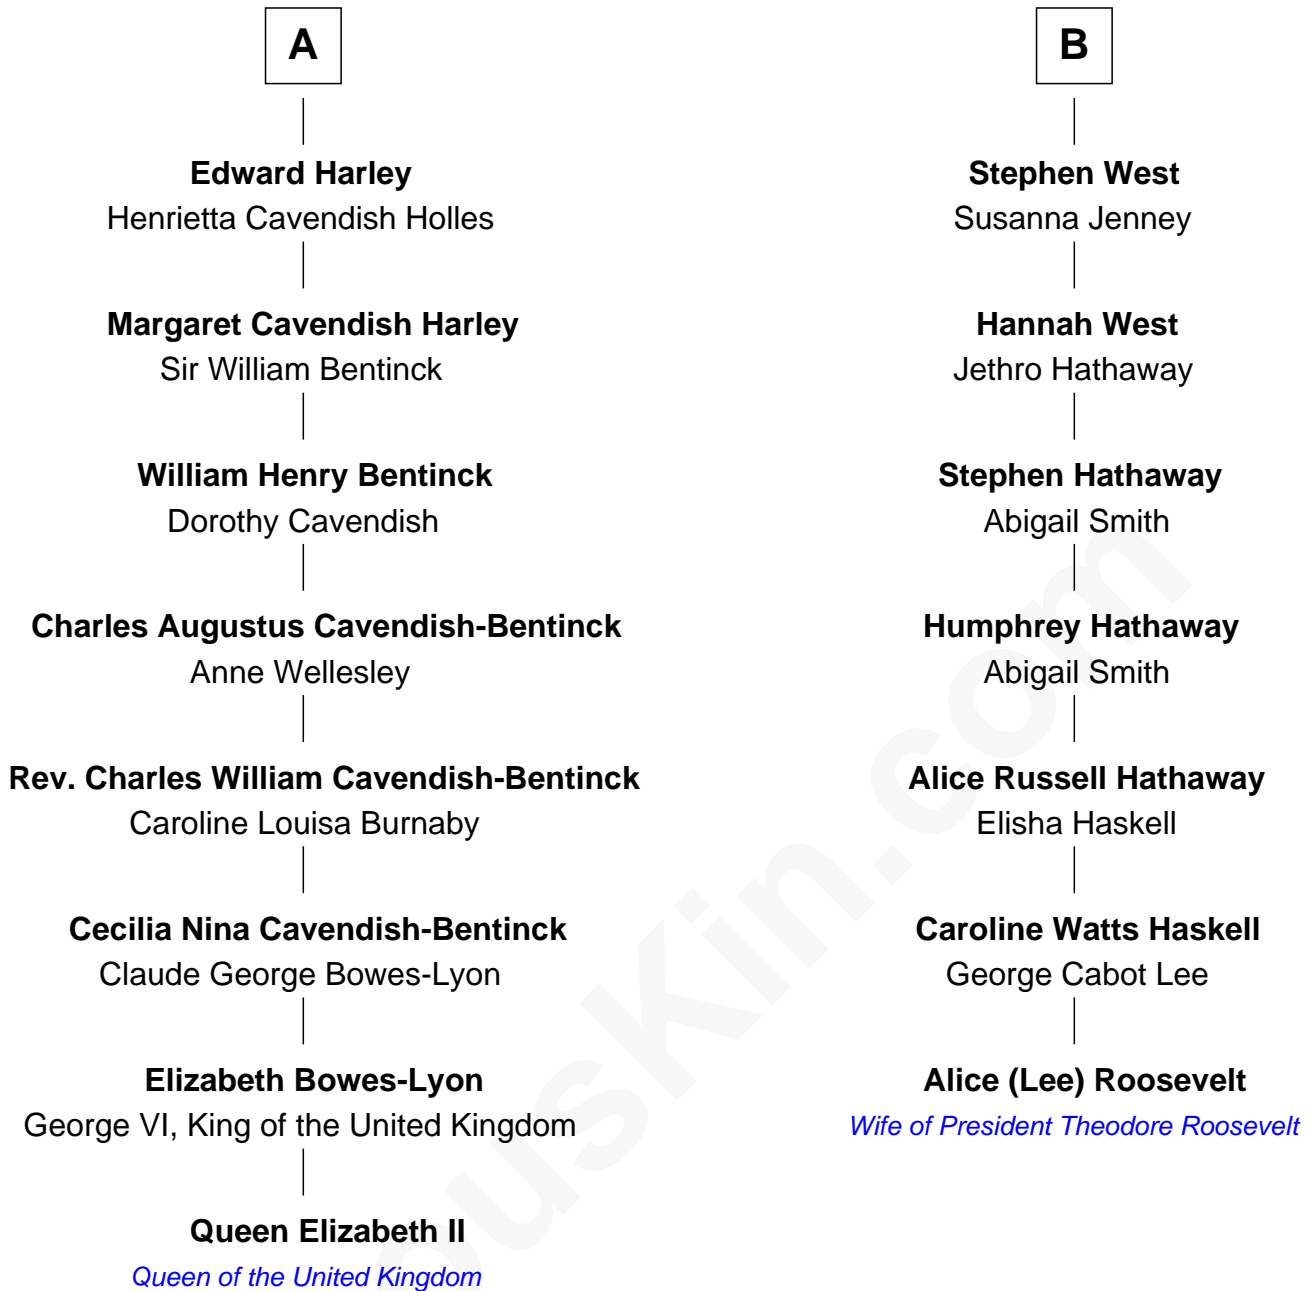 A
Edward Harley
Henrietta Cavendish Holles
Margaret Cavendish Harley
Sir William Bentinck
William Henry Bentinck
Dorothy Cavendish
Charles Augustus Cavendish-Bentinck
Anne Wellesley
Rev. Charles William Cavendish-Bentinck
Caroline Louisa Burnaby
Cecilia Nina Cavendish-Bentinck
Claude George Bowes-Lyon
Elizabeth Bowes-Lyon
George VI, King of the United Kingdom
Queen Elizabeth II
Queen of the United Kingdom
B
Stephen West
Susanna Jenney
Hannah West
Jethro Hathaway
Stephen Hathaway
Abigail Smith
Humphrey Hathaway
Abigail Smith
Alice Russell Hathaway
Elisha Haskell
Caroline Watts Haskell
George Cabot Lee
Alice (Lee) Roosevelt
Wife of President Theodore Roosevelt
ousKin.com